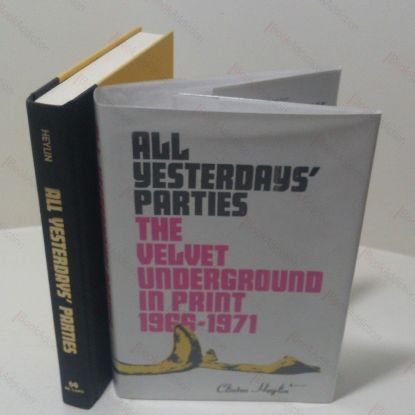 HEYLIN
ALL YESTERDAYS' PARTIES
ALL
YESTERDAYS'
PARTIES
THE
VELVET
UNDERGROUND
IN PRINT
1966-1971
Clinton Heylin